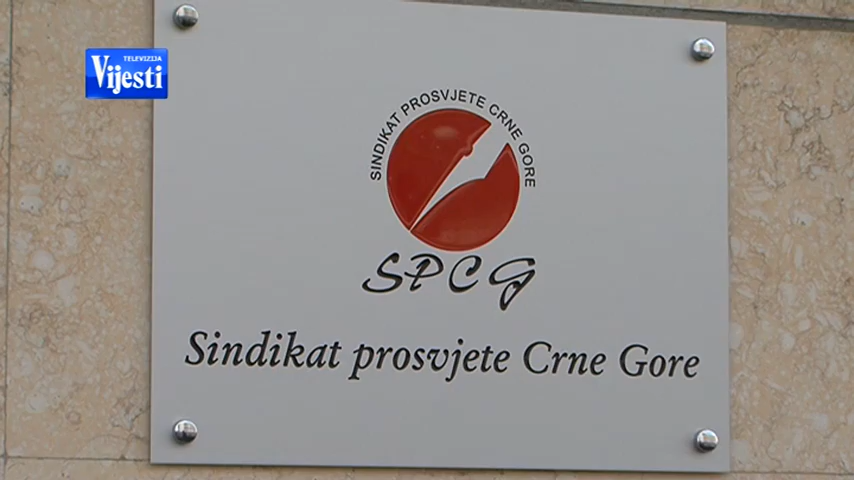 TELEVIZIJA
Vijesti
SINDIKAT PROSVJETE CRNE GORE
SPCG
Sindikat prosvjete Crne Gore